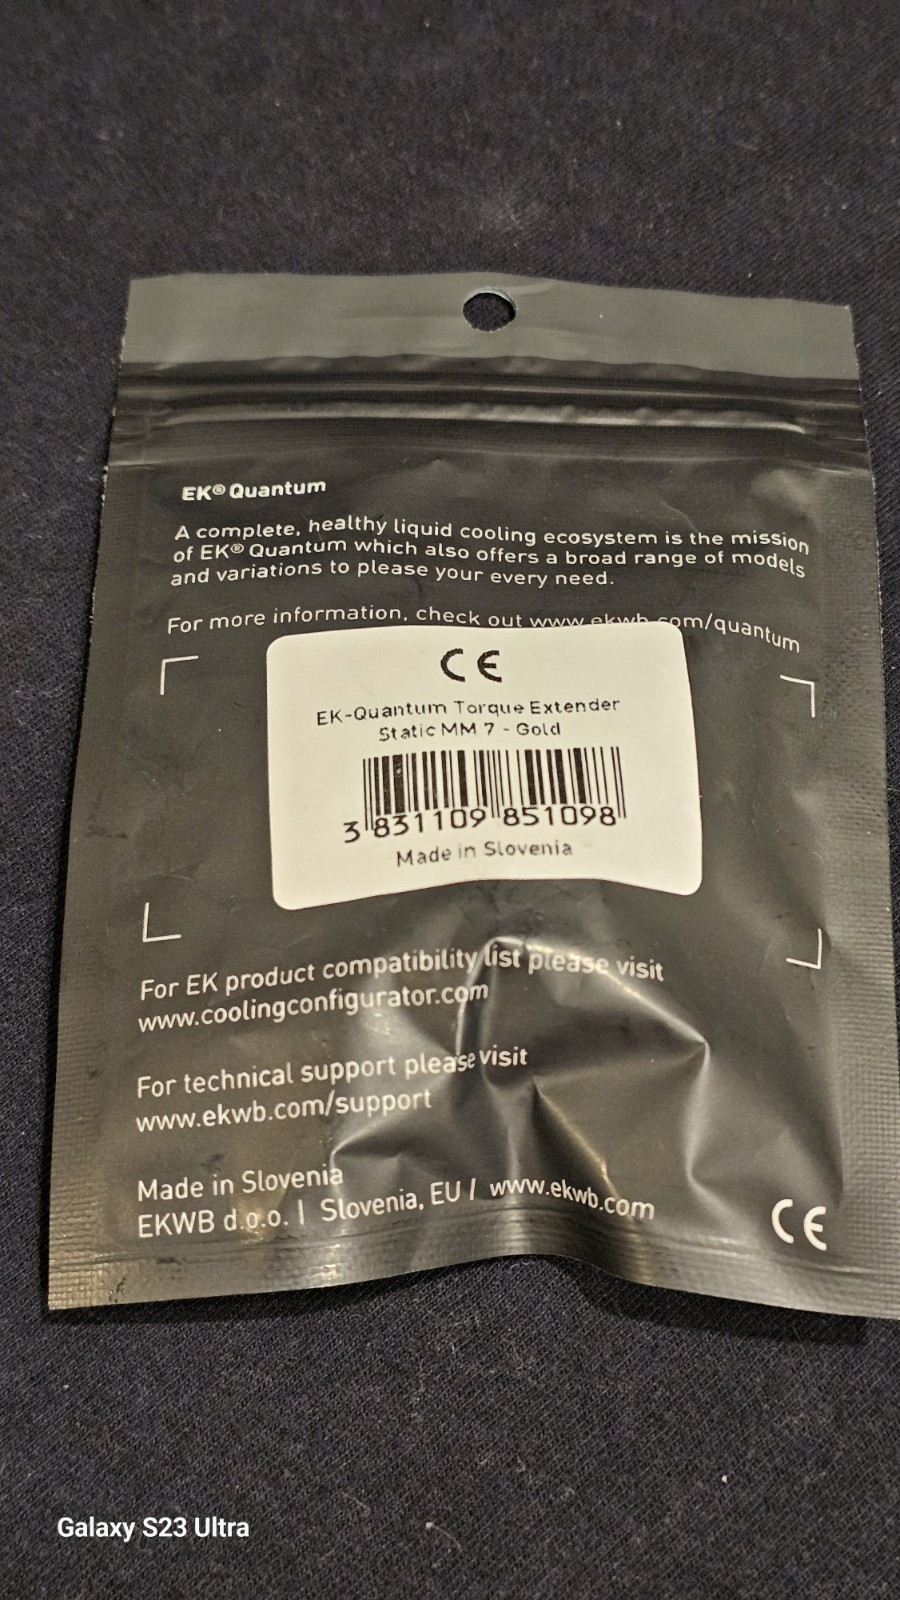 EK® Quantum
A complete, healthy liquid cooling ecosystem is the mission
of EK® Quantum which also offers a broad range of models
and variations to please your every need.
For more information, check out www.ekwb.com/quantum
CE
EK-Quantum Torque Extender
Static MM 7 - Gold
3 831109 851098
Made in Slovenia
For EK product compatibility list please visit
www.coolingconfigurator.com
For technical support please visit
www.ekwb.com/support
Made in Slovenia
EKWB d.o.o. | Slovenia, EU / www.ekwb.com
CE
Galaxy S23 Ultra